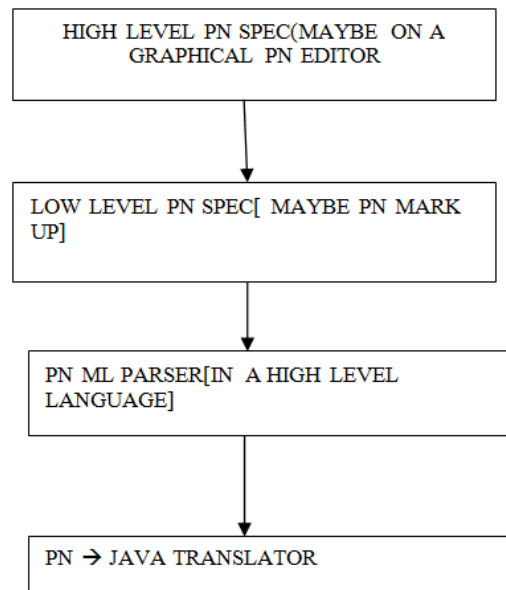 HIGH LEVEL PN SPEC(MAYBE ON A
GRAPHICAL PN EDITOR
LOW LEVEL PN SPEC[ MAYBE PN MARK
UP]
PN ML PARSER[IN A HIGH LEVEL
LANGUAGE]
PN → JAVA TRANSLATOR